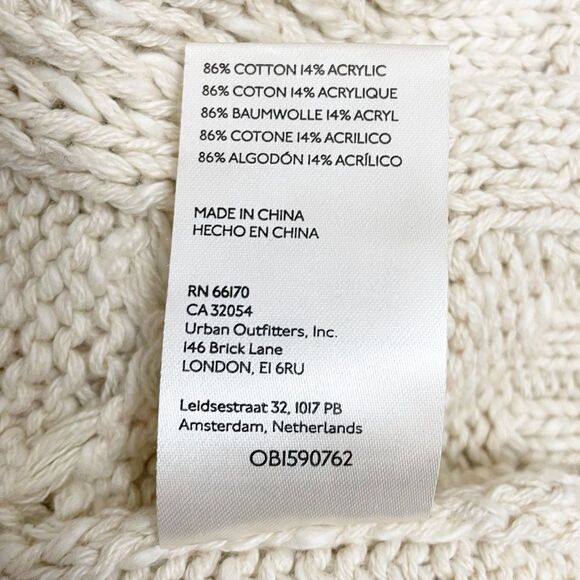 86% COTTON 14% ACRYLIC
86% COTON 14% ACRYLIQUE
86% BAUMWOLLE 14% ACRYL
86% COTONE 14% ACRILICO
86% ALGODÓN 14% ACRÍLICO
MADE IN CHINA
HECHO EN CHINA
RN 66170
CA 32054
Urban Outfitters, Inc.
146 Brick Lane
LONDON, E1 6RU
Leidsestraat 32, 1017 PB
Amsterdam, Netherlands
OB1590762